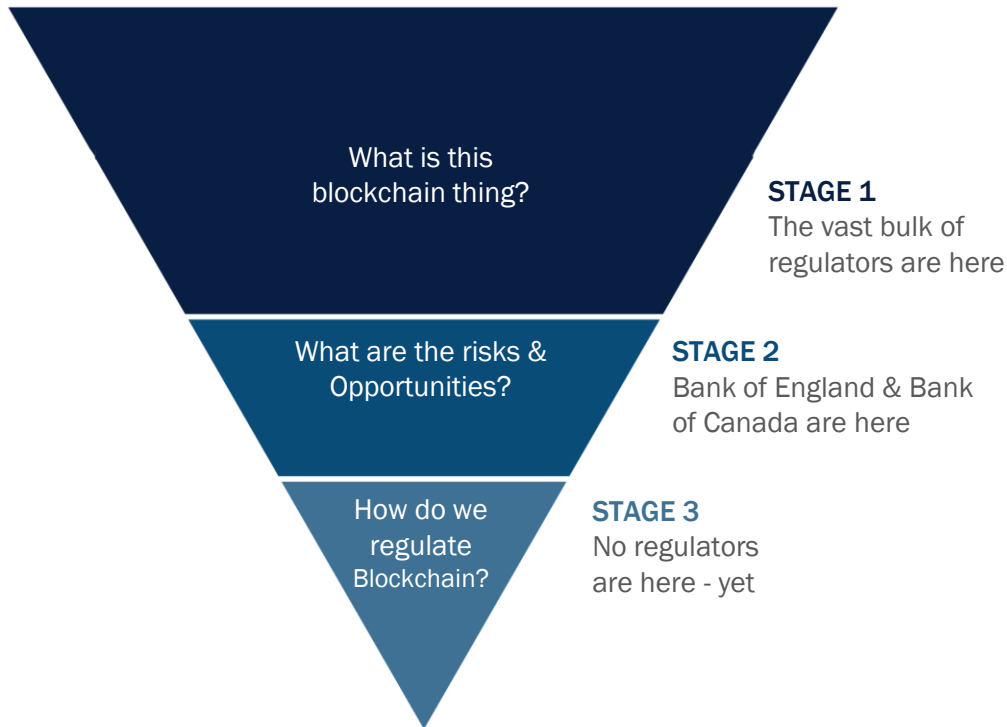 What is this
blockchain thing?
STAGE 1
The vast bulk of
regulators are here
What are the risks &
Opportunities?
STAGE 2
Bank of England & Bank
of Canada are here
How do we
regulate
Blockchain?
STAGE 3
No regulators
are here - yet